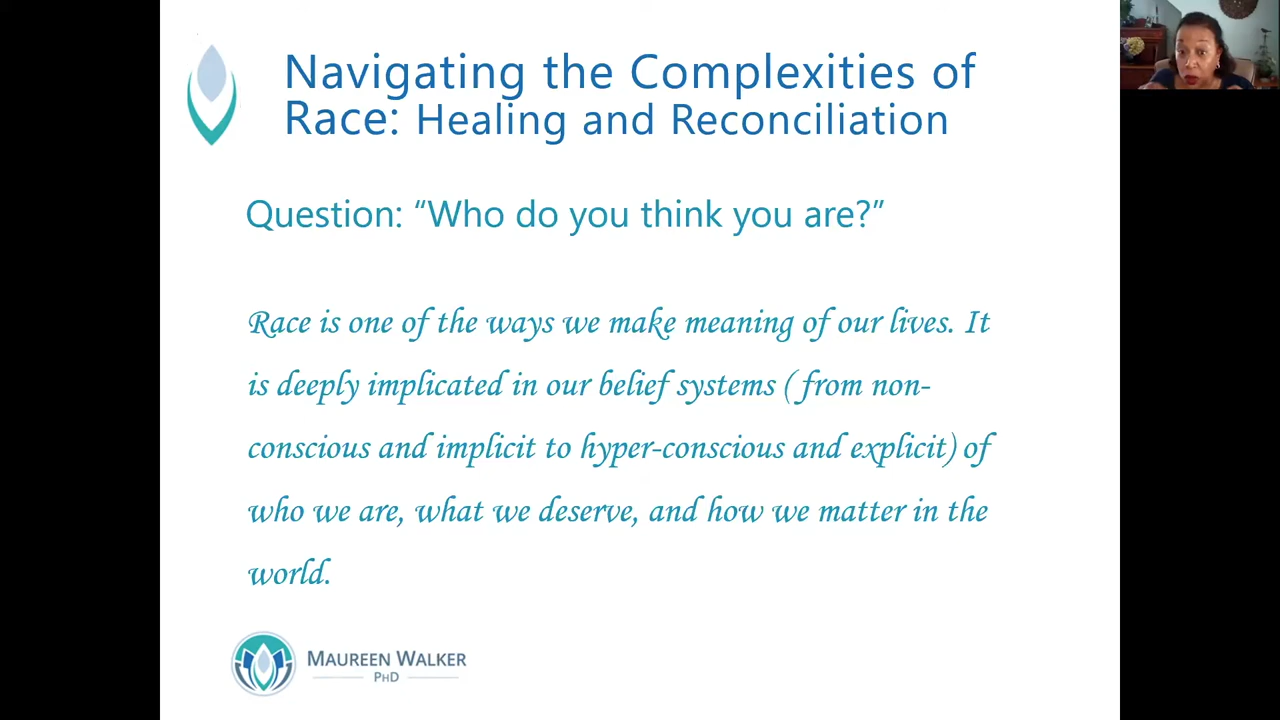 Navigating the Complexities of
Race: Healing and Reconciliation
Question: “Who do you think you are?”
Race is one of the ways we make meaning of our lives. It
is deeply implicated in our belief systems ( from non-
conscious and implicit to hyper-conscious and explicit) of
who we are, what we deserve, and how we matter in the
world.
MAUREEN WALKER
PHD